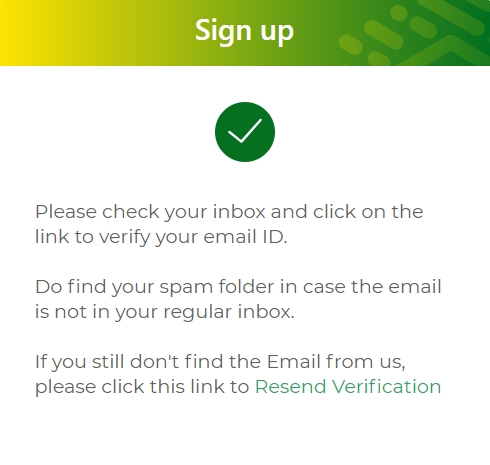 Sign up
Please check your inbox and click on the
link to verify your email ID.
Do find your spam folder in case the email
is not in your regular inbox.
If you still don't find the Email from us,
please click this link to Resend Verification